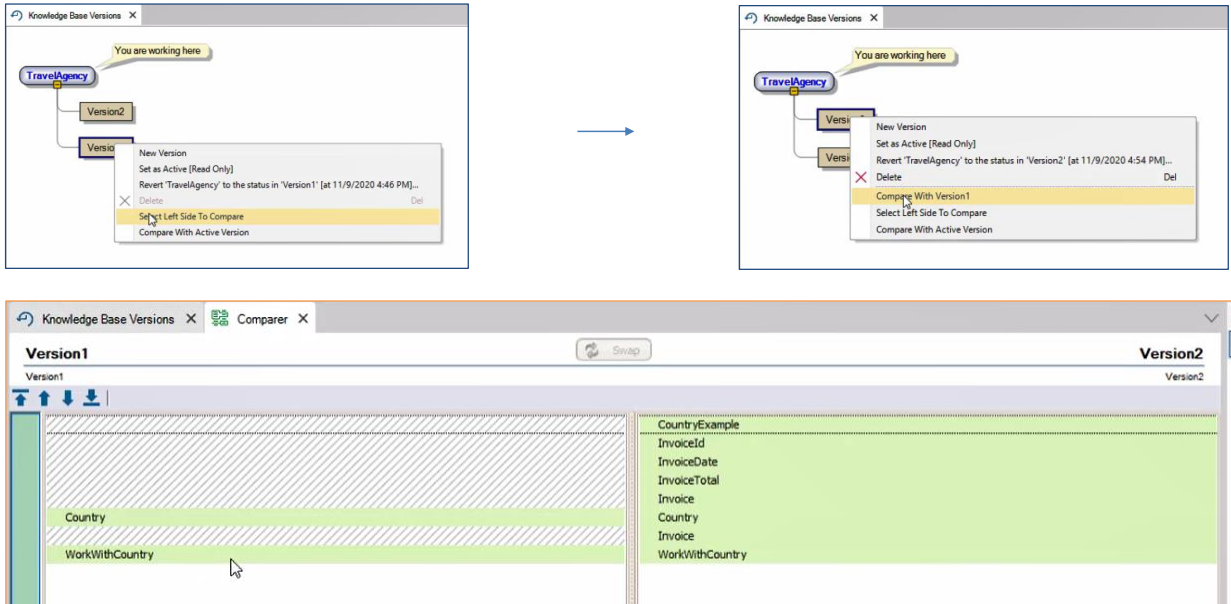 Knowledge Base Versions
You are working here
TravelAgency
Version2
Versio
New Version
Set as Active [Read Only]
Revert 'TravelAgency' to the status in 'Version1' [at 11/9/2020 4:46 PM]...
Delete Del
Select Left Side To Compare
Compare With Active Version
Knowledge Base Versions
You are working here
TravelAgency
Versi
Versi
New Version
Set as Active [Read Only]
Revert 'TravelAgency' to the status in 'Version2' [at 11/9/2020 4:54 PM]...
Delete Del
Compare With Version1
Select Left Side To Compare
Compare With Active Version
Knowledge Base Versions Comparer
Version1 Swap Version2
Version1 Version2
CountryExample
InvoiceId
InvoiceDate
InvoiceTotal
Invoice
Country Country
Invoice
WorkWithCountry WorkWithCountry